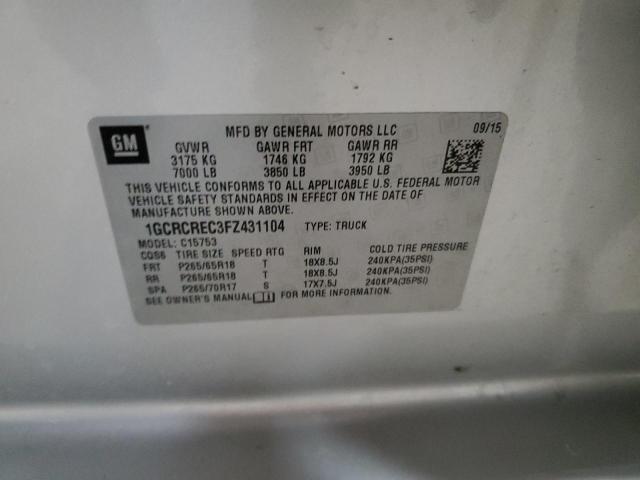 GM
MFD BY GENERAL MOTORS LLC 09/15
GVWR GAWR FRT GAWR RR
3175 KG 1746 KG 1792 KG
7000 LB 3850 LB 3950 LB
THIS VEHICLE CONFORMS TO ALL APPLICABLE U.S. FEDERAL MOTOR
VEHICLE SAFETY STANDARDS IN EFFECT ON THE DATE OF
MANUFACTURE SHOWN ABOVE.
1GCRCREC3FZ431104 TYPE: TRUCK
MODEL: C15753
CQS6 TIRE SIZE SPEED RTG RIM COLD TIRE PRESSURE
FRT P265/65R18 T 18X8.5J 240KPA(35PSI)
RR P265/65R18 T 18X8.5J 240KPA(35PSI)
SPA P265/70R17 S 17X7.5J 240KPA(35PSI)
SEE OWNER'S MANUAL FOR MORE INFORMATION.